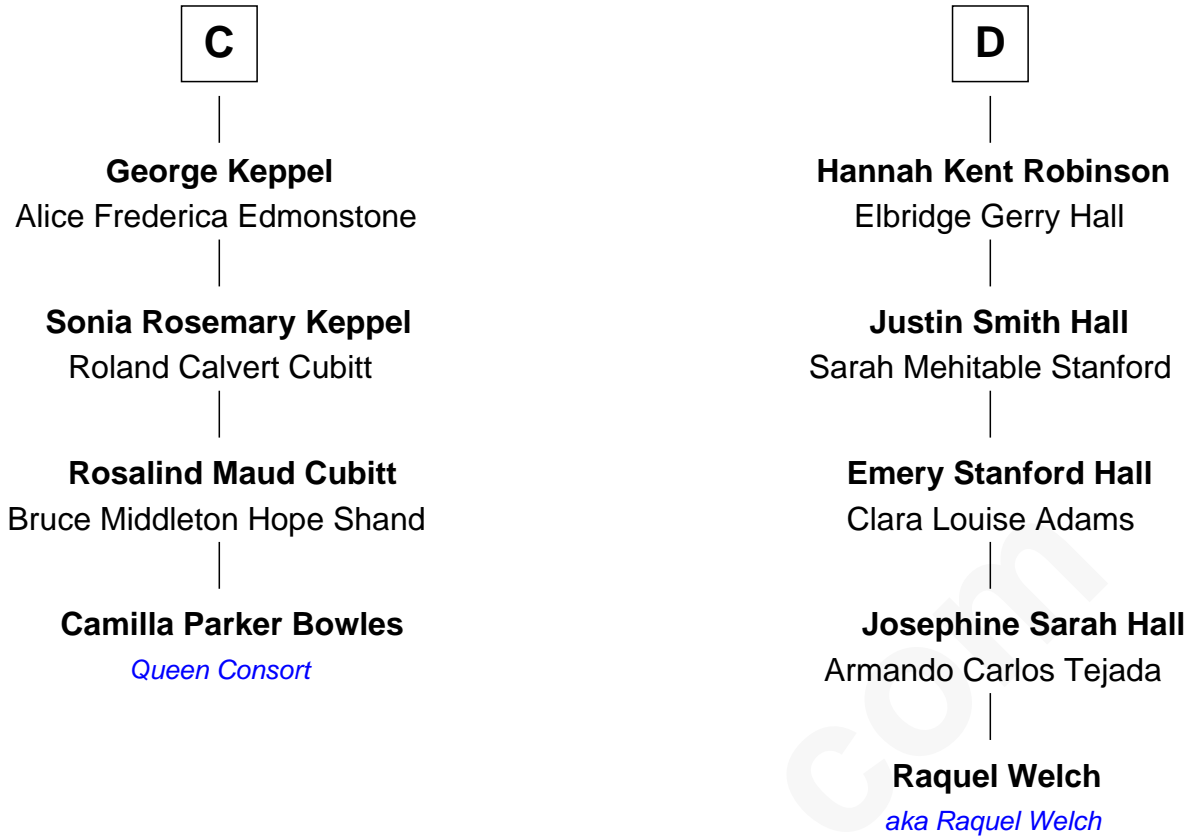 C
George Keppel
Alice Frederica Edmonstone
Sonia Rosemary Keppel
Roland Calvert Cubitt
Rosalind Maud Cubitt
Bruce Middleton Hope Shand
Camilla Parker Bowles
Queen Consort
D
Hannah Kent Robinson
Elbridge Gerry Hall
Justin Smith Hall
Sarah Mehitable Stanford
Emery Stanford Hall
Clara Louise Adams
Josephine Sarah Hall
Armando Carlos Tejada
Raquel Welch
aka Raquel Welch
com